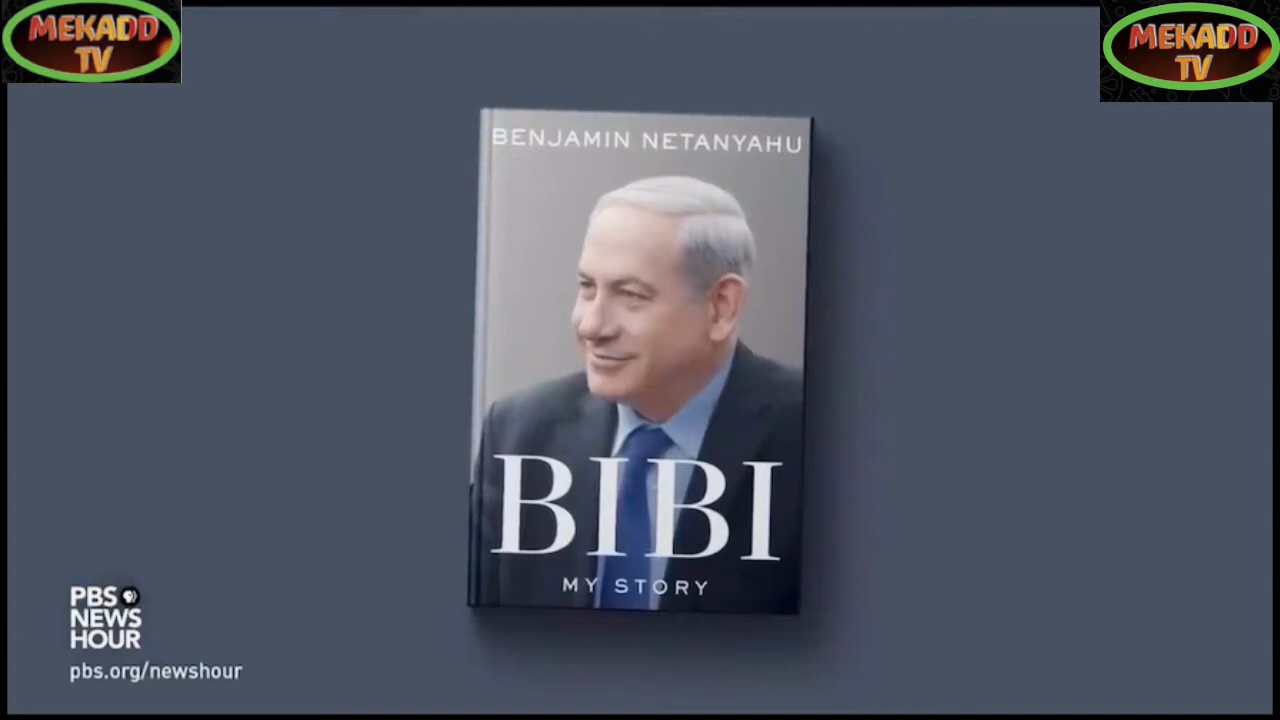 MEKADD
TV
MEKADD
TV
BENJAMIN NETANYAHU
BIBI
MY STORY
PBS
NEWS
HOUR
pbs.org/newshour